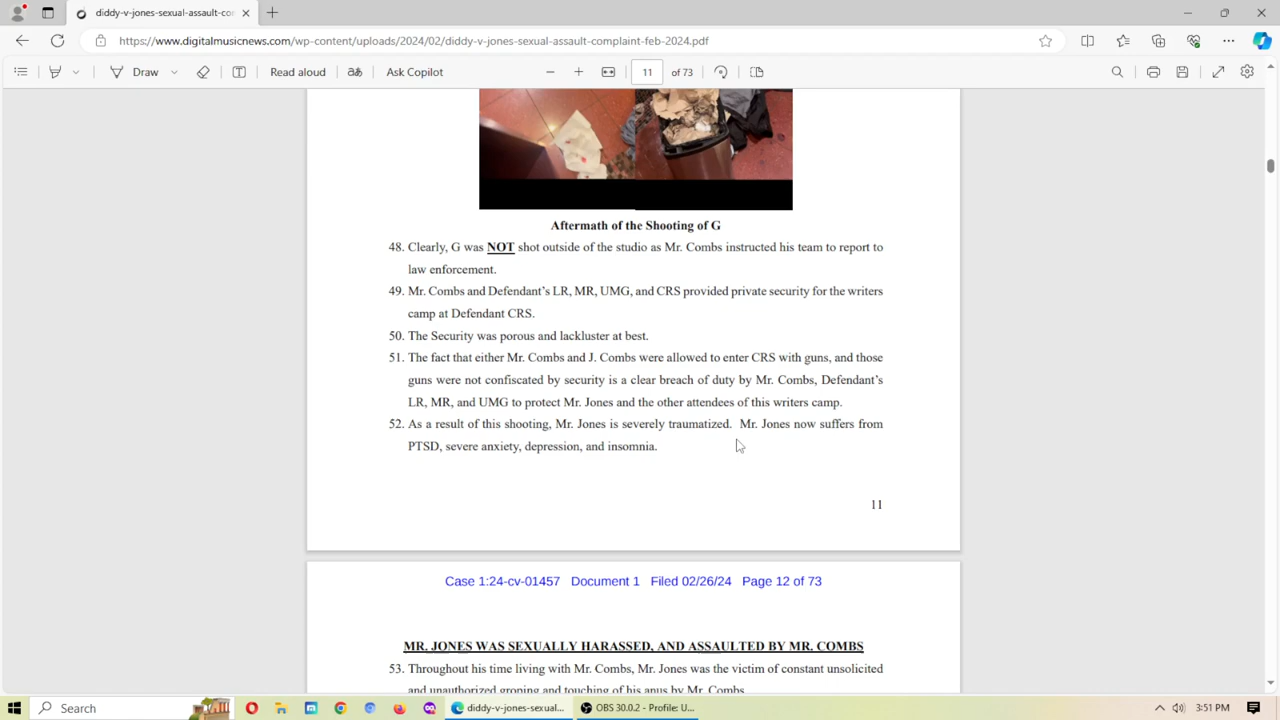 diddy-v-jones-sexual-assault-co
https://www.digitalmusicnews.com/wp-content/uploads/2024/02/diddy-v-jones-sexual-assault-complaint-feb-2024.pdf
Draw Read aloud Ask Copilot 11 of 73
Aftermath of the Shooting of G
48. Clearly, G was NOT shot outside of the studio as Mr. Combs instructed his team to report to
law enforcement.
49. Mr. Combs and Defendant's LR, MR, UMG, and CRS provided private security for the writers
camp at Defendant CRS.
50. The Security was porous and lackluster at best.
51. The fact that either Mr. Combs and J. Combs were allowed to enter CRS with guns, and those
guns were not confiscated by security is a clear breach of duty by Mr. Combs, Defendant's
LR, MR, and UMG to protect Mr. Jones and the other attendees of this writers camp.
52. As a result of this shooting, Mr. Jones is severely traumatized. Mr. Jones now suffers from
PTSD, severe anxiety, depression, and insomnia.
11
Case 1:24-cv-01457 Document 1 Filed 02/26/24 Page 12 of 73
MR. JONES WAS SEXUALLY HARASSED, AND ASSAULTED BY MR. COMBS
53. Throughout his time living with Mr. Combs, Mr. Jones was the victim of constant unsolicited
and unauthorized groping and touching of his anus by Mr. Combs.
Search diddy-v-jones-sexual... OBS 30.0.2 - Profile: U... 3:51 PM